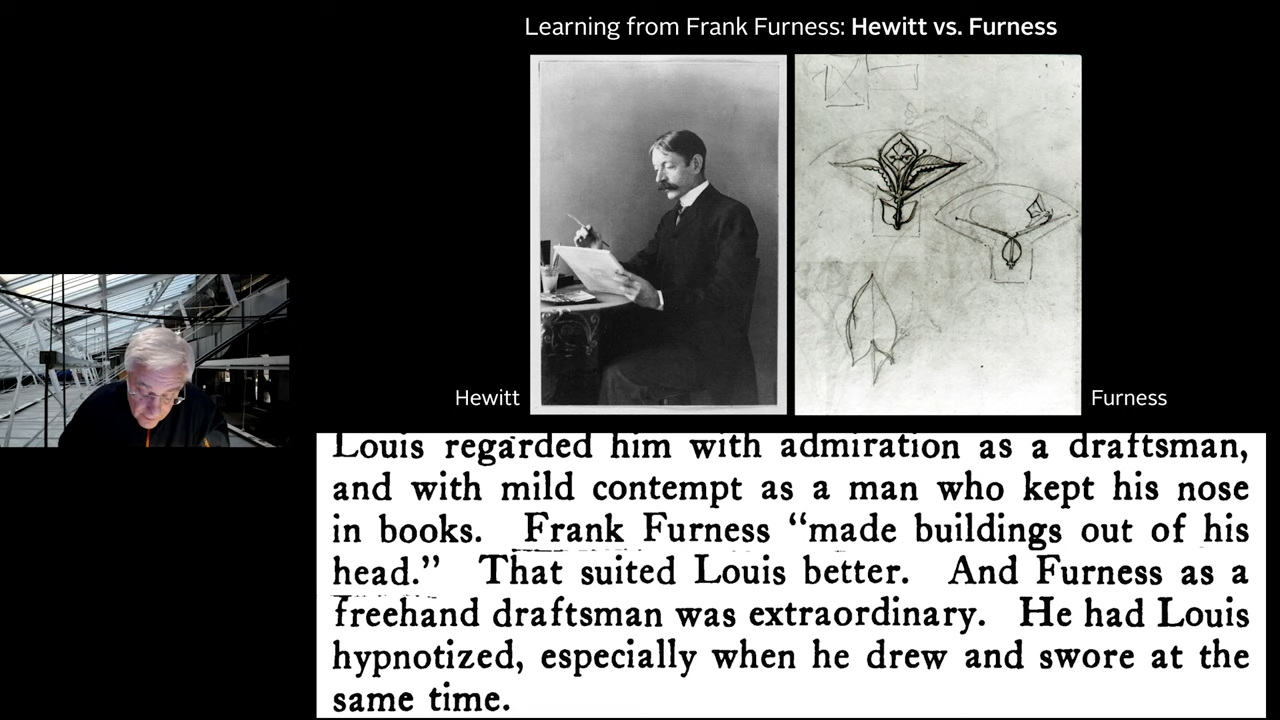 Learning from Frank Furness: Hewitt vs. Furness
Hewitt
Furness
Louis regarded him with admiration as a draftsman,
and with mild contempt as a man who kept his nose
in books. Frank Furness “made buildings out of his
head.” That suited Louis better. And Furness as a
freehand draftsman was extraordinary. He had Louis
hypnotized, especially when he drew and swore at the
same time.